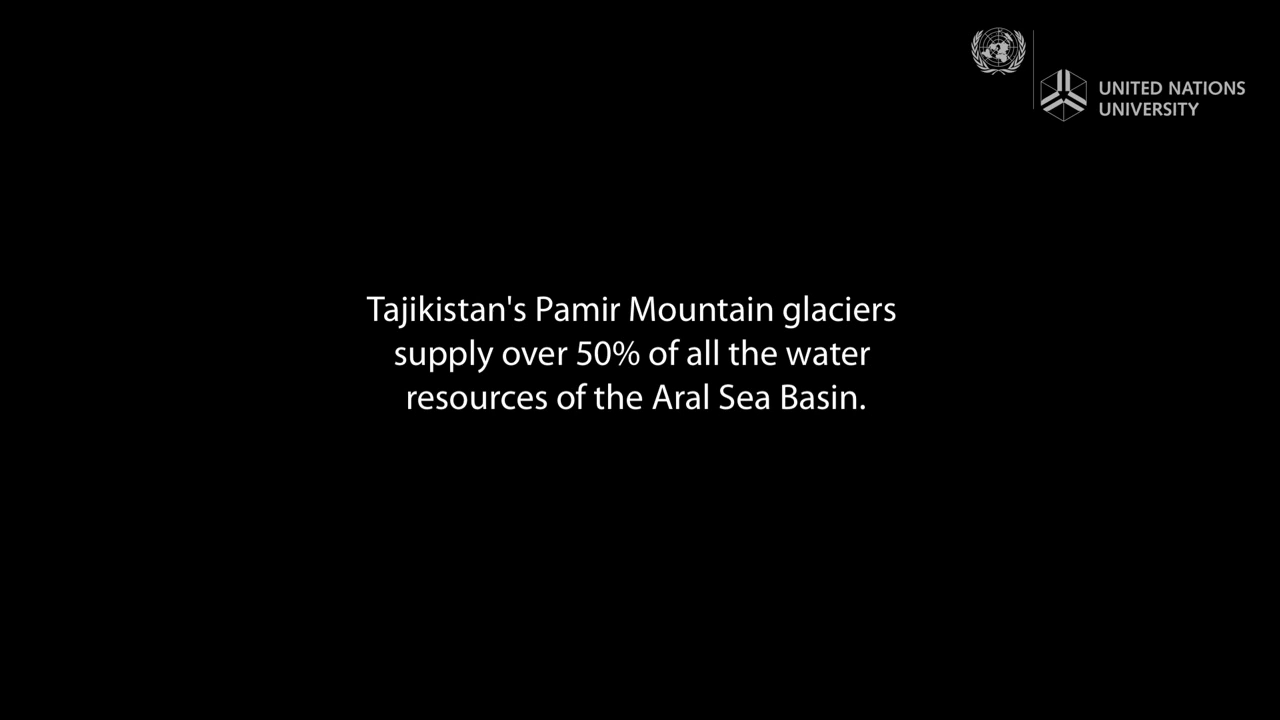 UNITED NATIONS
UNIVERSITY
Tajikistan's Pamir Mountain glaciers
supply over 50% of all the water
resources of the Aral Sea Basin.